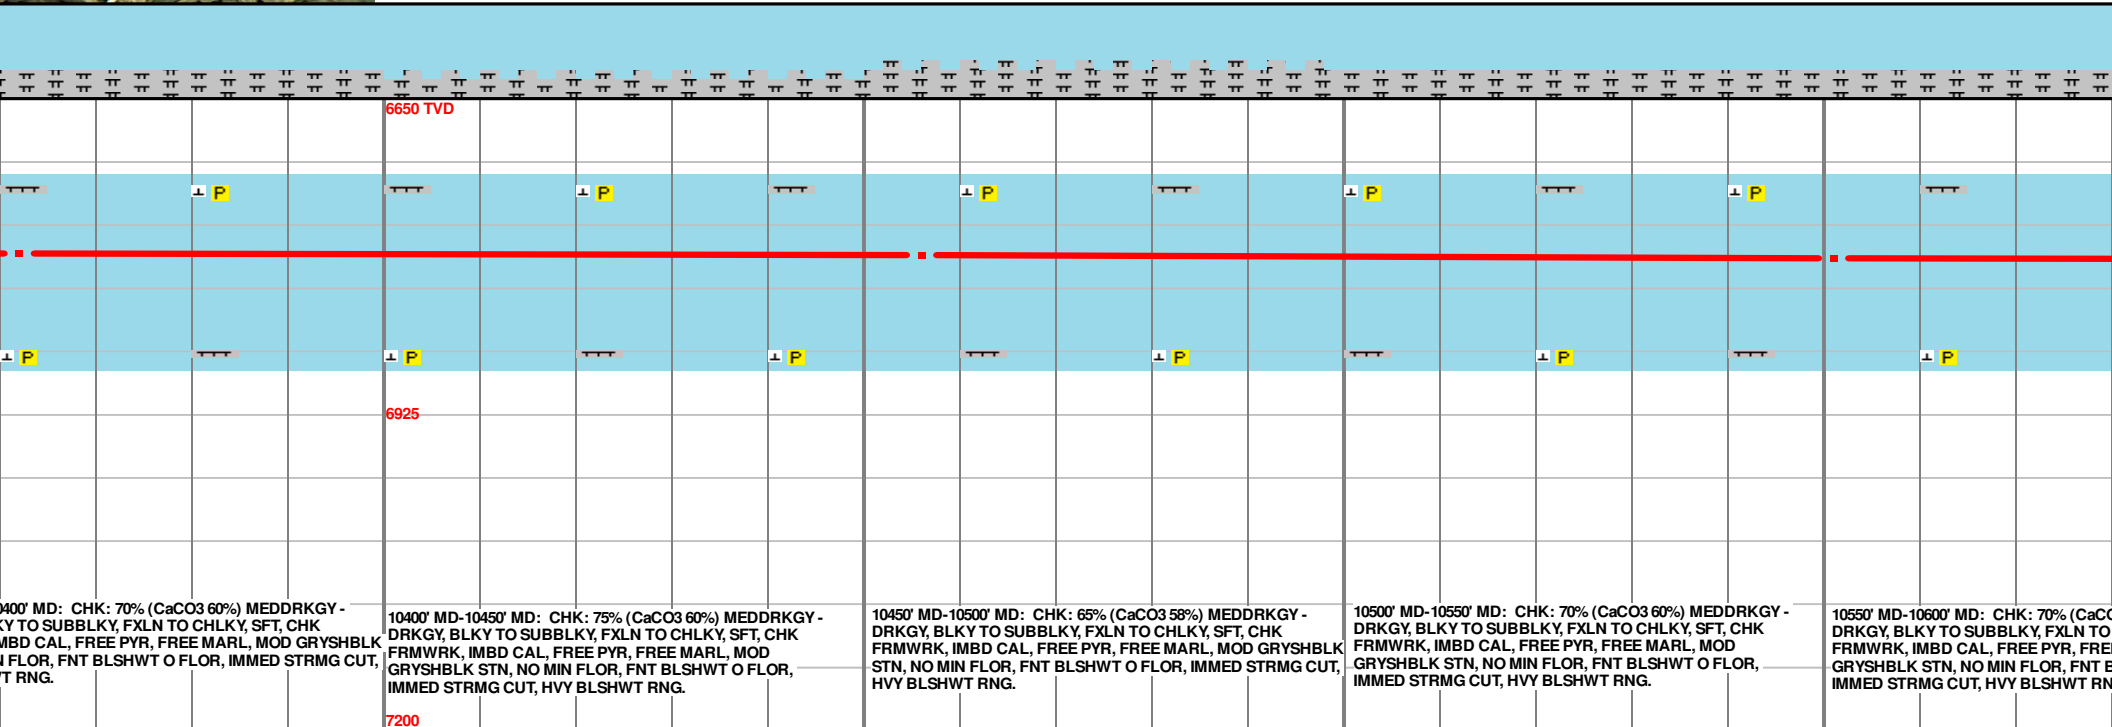 6650 TVD
P P P P P
P P P P P P
6925
0400' MD: CHK: 70% (CaCO3 60%) MEDDRKGY -
KY TO SUBBLKY, FXLN TO CHLKY, SFT, CHK
MBD CAL, FREE PYR, FREE MARL, MOD GRYSHBLK
N FLOR, FNT BLSHWT O FLOR, IMMED STRMG CUT,
T RNG.
10400' MD-10450' MD: CHK: 75% (CaCO3 60%) MEDDRKGY -
DRKGY, BLKY TO SUBBLKY, FXLN TO CHLKY, SFT, CHK
FRMWRK, IMBD CAL, FREE PYR, FREE MARL, MOD
GRYSHBLK STN, NO MIN FLOR, FNT BLSHWT O FLOR,
IMMED STRMG CUT, HVY BLSHWT RNG.
10450' MD-10500' MD: CHK: 65% (CaCO3 58%) MEDDRKGY -
DRKGY, BLKY TO SUBBLKY, FXLN TO CHLKY, SFT, CHK
FRMWRK, IMBD CAL, FREE PYR, FREE MARL, MOD GRYSHBLK
STN, NO MIN FLOR, FNT BLSHWT O FLOR, IMMED STRMG CUT,
HVY BLSHWT RNG.
10500' MD-10550' MD: CHK: 70% (CaCO3 60%) MEDDRKGY -
DRKGY, BLKY TO SUBBLKY, FXLN TO CHLKY, SFT, CHK
FRMWRK, IMBD CAL, FREE PYR, FREE MARL, MOD
GRYSHBLK STN, NO MIN FLOR, FNT BLSHWT O FLOR,
IMMED STRMG CUT, HVY BLSHWT RNG.
10550' MD-10600' MD: CHK: 70% (CaCO
DRKGY, BLKY TO SUBBLKY, FXLN TO
FRMWRK, IMBD CAL, FREE PYR, FREE
GRYSHBLK STN, NO MIN FLOR, FNT B
IMMED STRMG CUT, HVY BLSHWT RN
7200